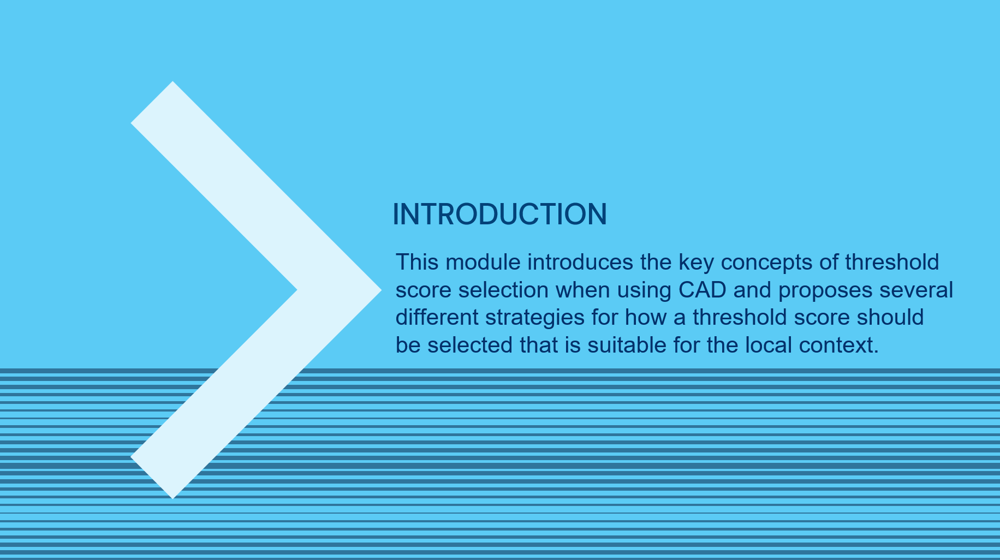 INTRODUCTION
This module introduces the key concepts of threshold
score selection when using CAD and proposes several
different strategies for how a threshold score should
be selected that is suitable for the local context.